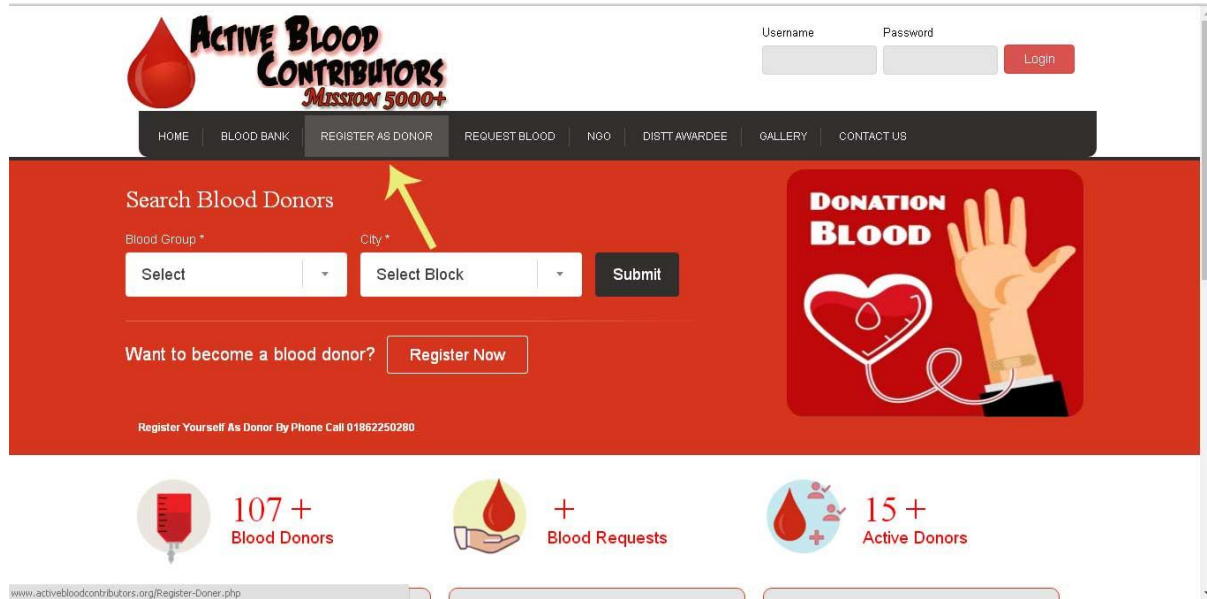 ACTIVE BLOOD
CONTRIBUTORS
MISSION 5000+
Username Password
Login
HOME BLOOD BANK REGISTER AS DONOR REQUEST BLOOD NGO DISTT AWARDEE GALLERY CONTACT US
Search Blood Donors
Blood Group * City *
Select Select Block Submit
Want to become a blood donor? Register Now
Register Yourself As Donor By Phone Call 01862250280
DONATION
BLOOD
107 + + 15 +
Blood Donors Blood Requests Active Donors
www.activebloodcontributors.org/Register-Doner.php